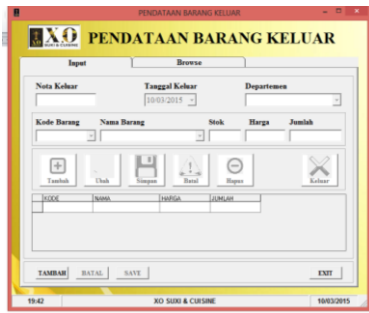 PENDATAAN BARANG KELUAR
XO
SUXI & CUISINE
PENDATAAN BARANG KELUAR
Input Browse
Nota Keluar Tanggal Keluar Departemen
10/03/2015
Kode Barang Nama Barang Stok Harga Jumlah
Tambah Ubah Simpan Batal Hapus Keluar
KODE NAMA HARGA JUMLAH
TAMBAH BATAL SAVE EXIT
19:42 XO SUXI & CUISINE 10/03/2015